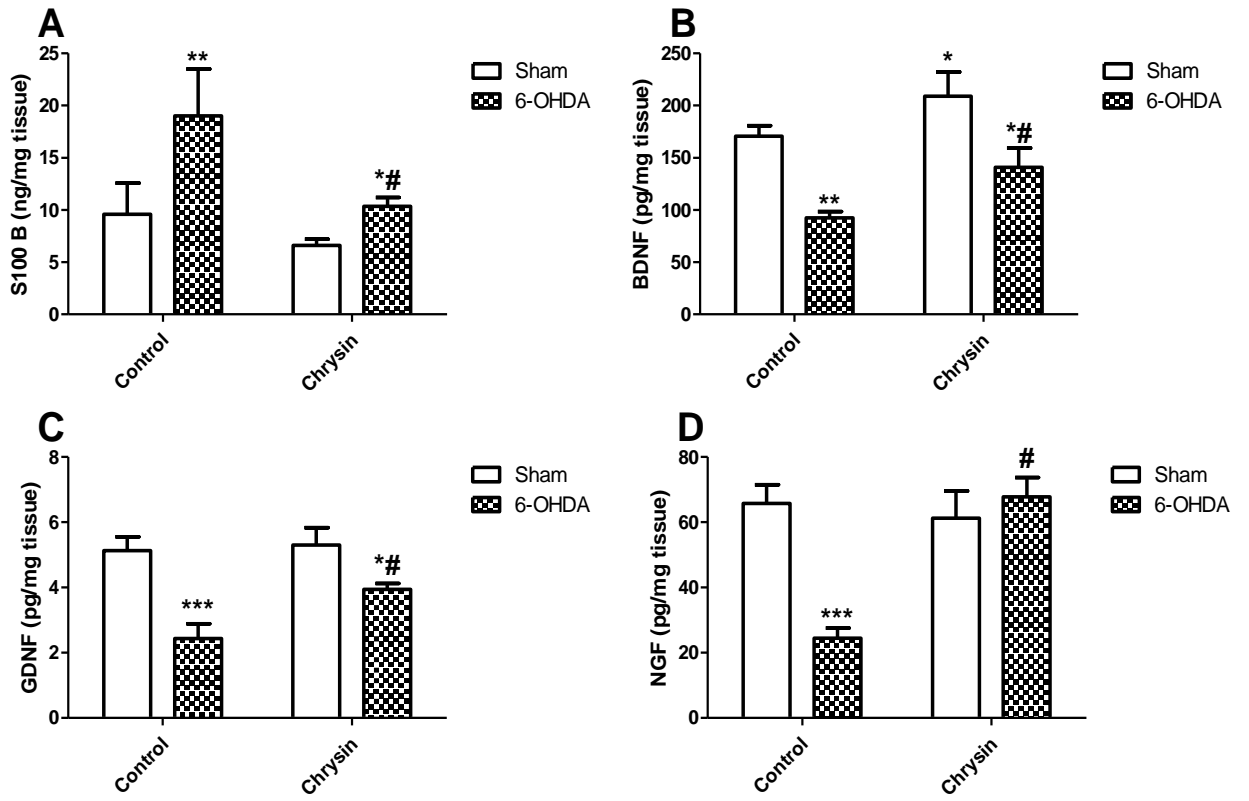 A
S100 B (ng/mg tissue)
25
20
15
10
5
0
**
*#
Sham
6-OHDA
Control
Chrysin
B
BDNF (pg/mg tissue)
250
200
150
100
50
0
**
*
*#
Sham
6-OHDA
Control
Chrysin
C
GDNF (pg/mg tissue)
8
6
4
2
0
***
*#
Sham
6-OHDA
Control
Chrysin
D
NGF (pg/mg tissue)
80
60
40
20
0
***
#
Sham
6-OHDA
Control
Chrysin